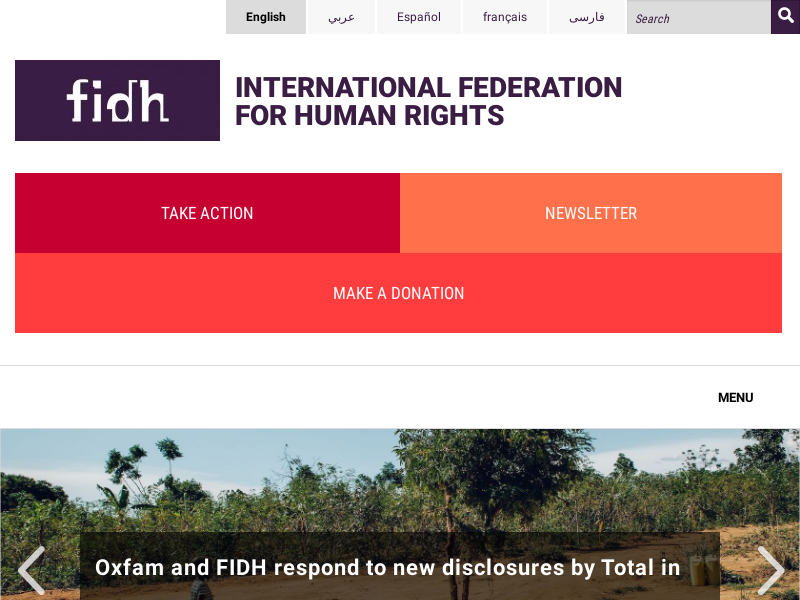 English
عربي
Español
français
فارسی
Search
fidh
INTERNATIONAL FEDERATION
FOR HUMAN RIGHTS
TAKE ACTION
NEWSLETTER
MAKE A DONATION
MENU
Oxfam and FIDH respond to new disclosures by Total in